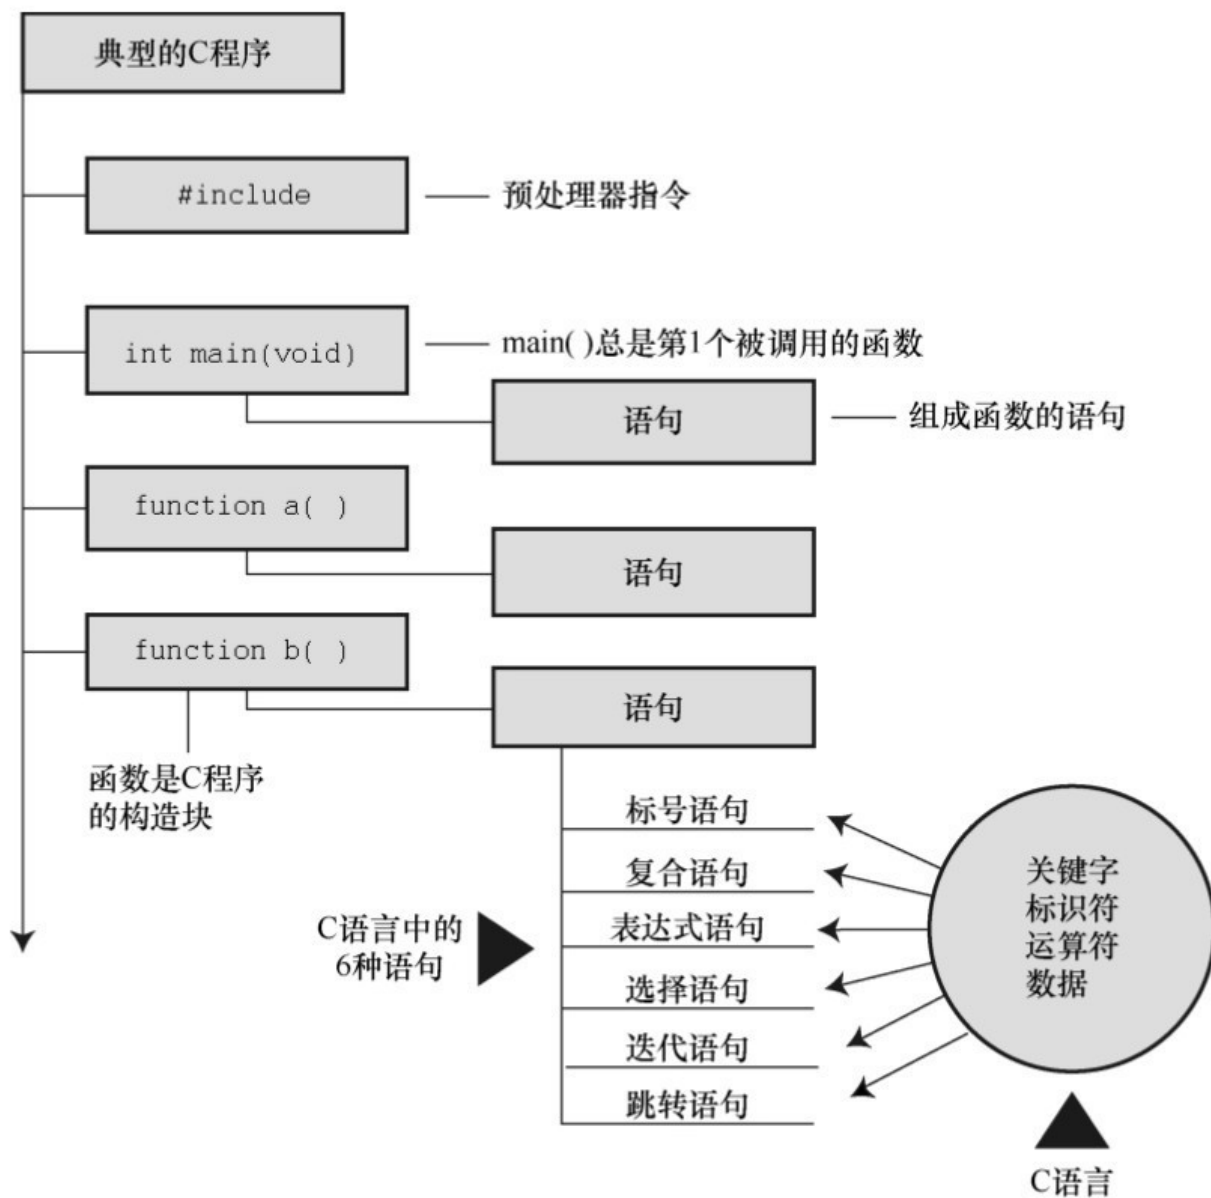 典型的C程序
#include
预处理器指令
int main(void)
main( )总是第1个被调用的函数
语句
组成函数的语句
function a( )
语句
function b( )
语句
函数是C程序
的构造块
标号语句
复合语句
表达式语句
选择语句
迭代语句
跳转语句
C语言中的
6种语句
关键字
标识符
运算符
数据
C语言